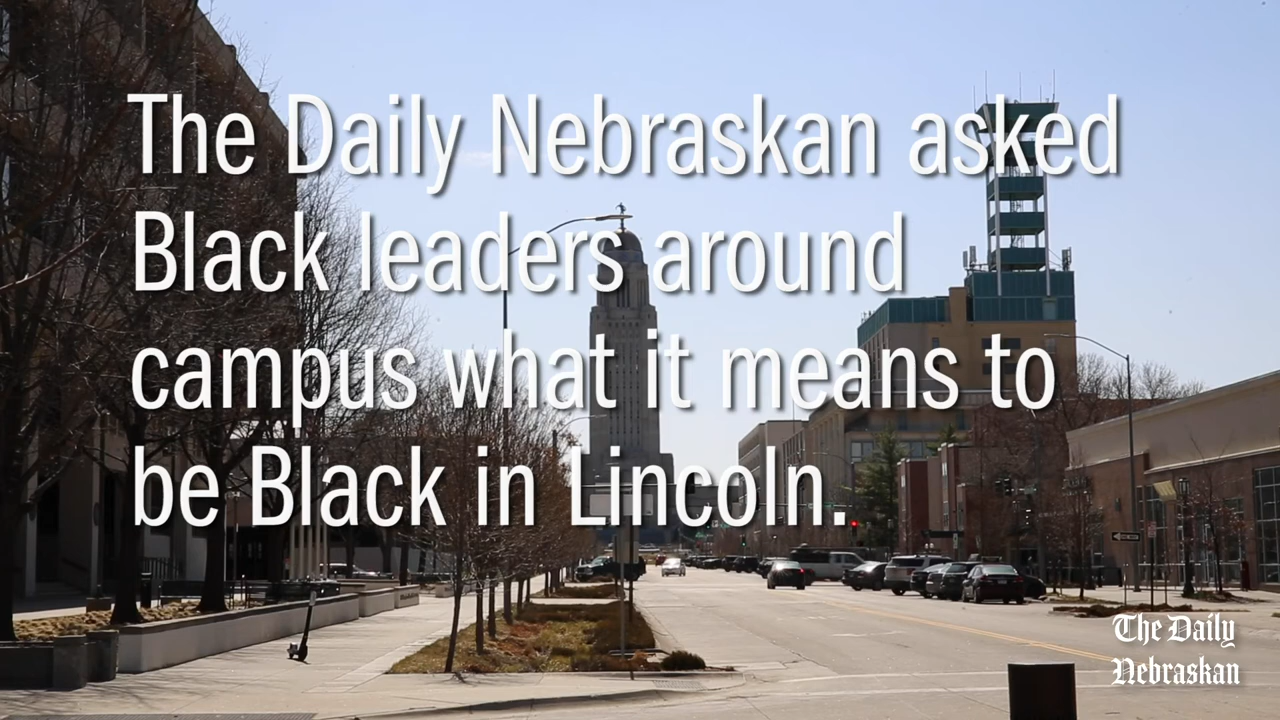 The Daily Nebraskan asked
Black leaders around
campus what it means to
be Black in Lincoln.
The Daily
Nebraskan